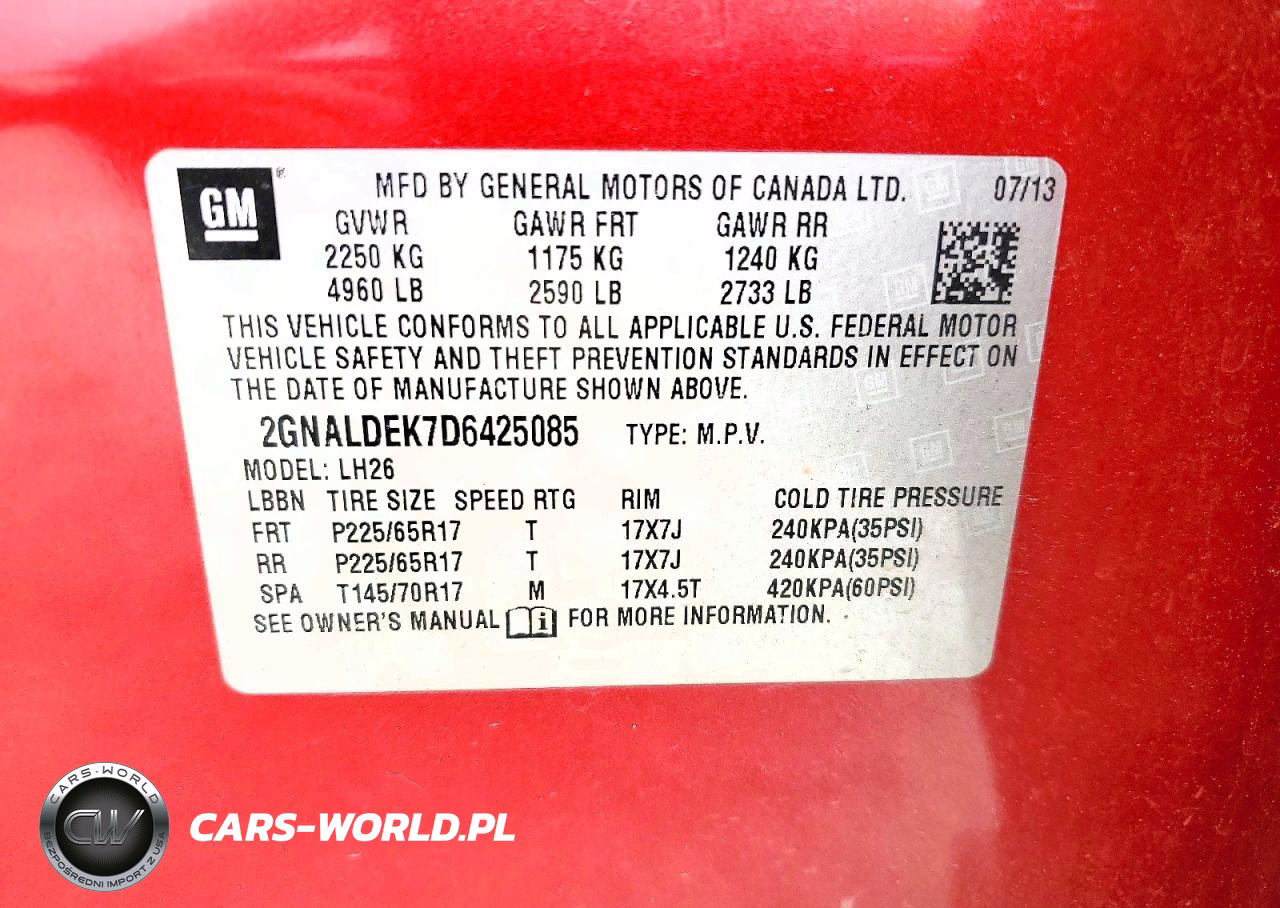 GM®
MFD BY GENERAL MOTORS OF CANADA LTD. 07/13
GVWR GAWR FRT GAWR RR
2250 KG 1175 KG 1240 KG
4960 LB 2590 LB 2733 LB
THIS VEHICLE CONFORMS TO ALL APPLICABLE U.S. FEDERAL MOTOR
VEHICLE SAFETY AND THEFT PREVENTION STANDARDS IN EFFECT ON
THE DATE OF MANUFACTURE SHOWN ABOVE.
2GNALDEK7D6425085 TYPE: M.P.V.
MODEL: LH26
LBBN TIRE SIZE SPEED RTG RIM COLD TIRE PRESSURE
FRT P225/65R17 T 17X7J 240KPA(35PSI)
RR P225/65R17 T 17X7J 240KPA(35PSI)
SPA T145/70R17 M 17X4.5T 420KPA(60PSI)
SEE OWNER'S MANUAL i FOR MORE INFORMATION.
CARS-WORLD
CW
BEZPOŚREDNI IMPORT Z USA
CARS-WORLD.PL